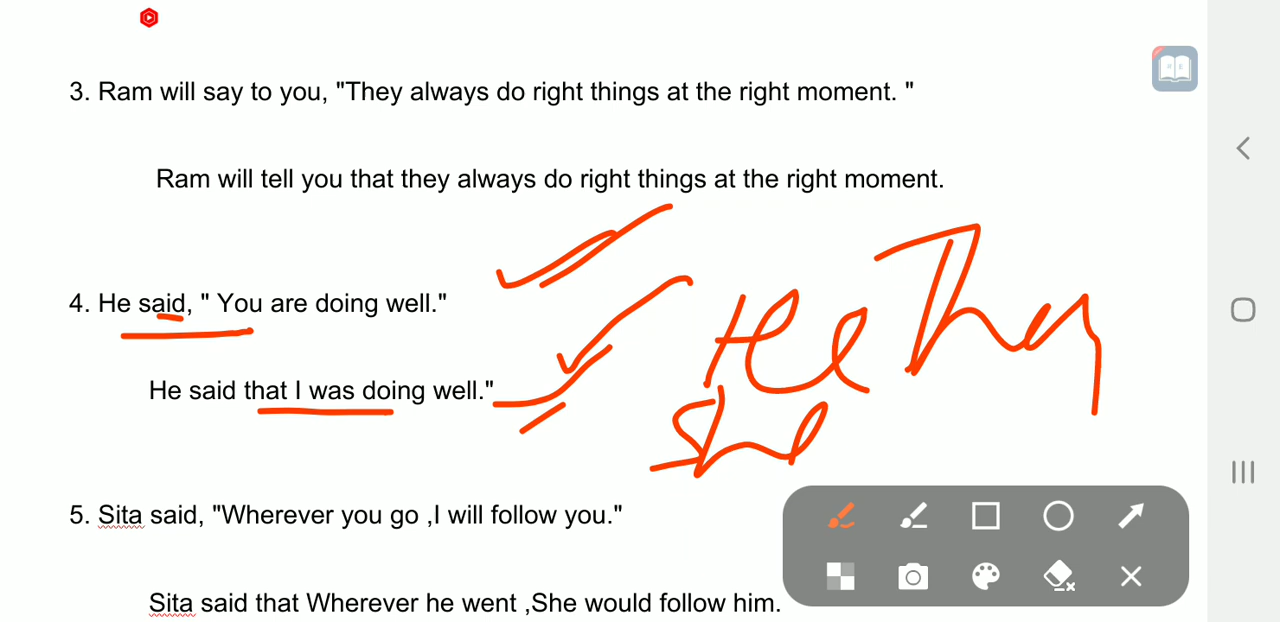 3. Ram will say to you, "They always do right things at the right moment. "
Ram will tell you that they always do right things at the right moment.
4. He said, " You are doing well."
He said that I was doing well."
He They
She
5. Sita said, "Wherever you go ,I will follow you."
Sita said that Wherever he went ,She would follow him.